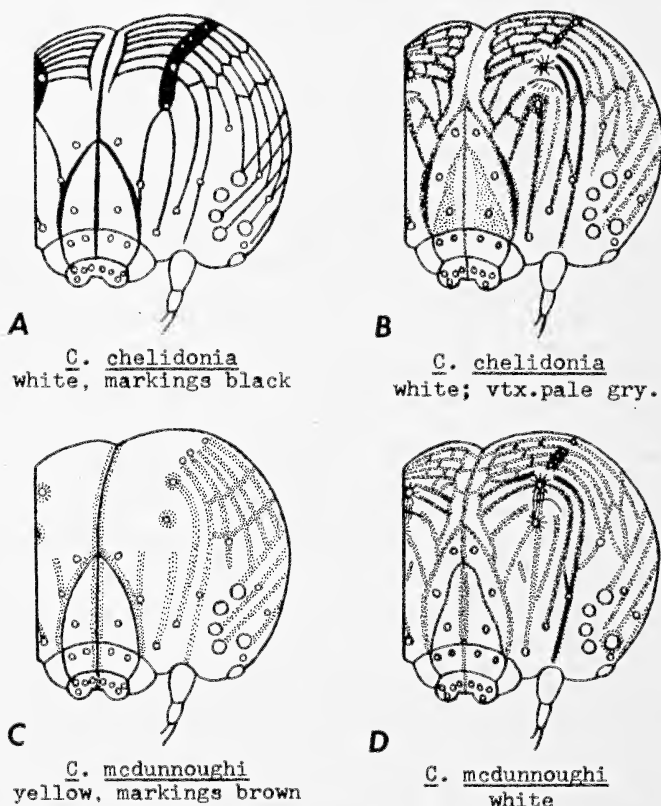 A
C. chelidonia
white, markings black
B
C. chelidonia
white; vtx.pale gry.
C
C. mcdunnoughi
yellow, markings brown
D
C. mcdunnoughi
white